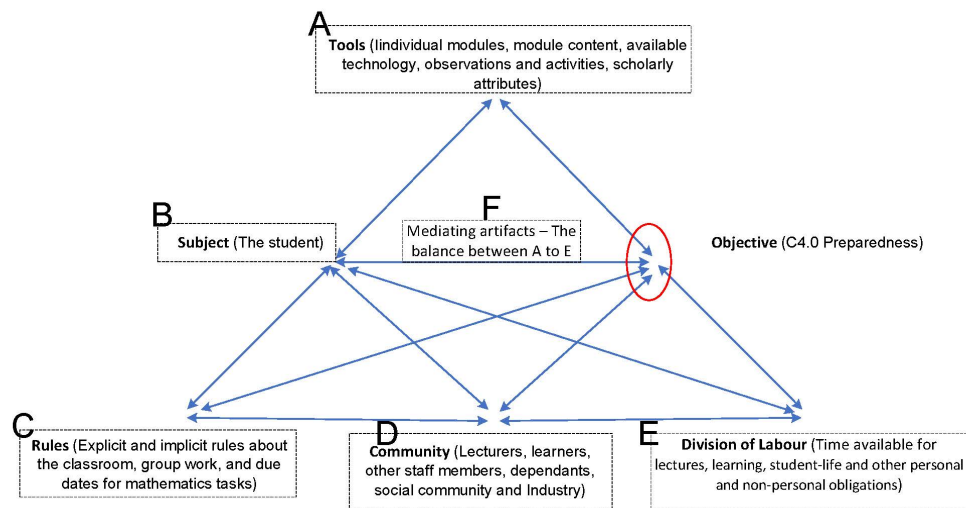 A
Tools (Iindividual modules, module content, available
technology, observations and activities, scholarly
attributes)
B
Subject (The student)
F
Mediating artifacts – The
balance between A to E
Objective (C4.0 Preparedness)
C
Rules (Explicit and implicit rules about
the classroom, group work, and due
dates for mathematics tasks)
D
Community (Lecturers, learners,
other staff members, dependants,
social community and Industry)
E
Division of Labour (Time available for
lectures, learning, student-life and other personal
and non-personal obligations)